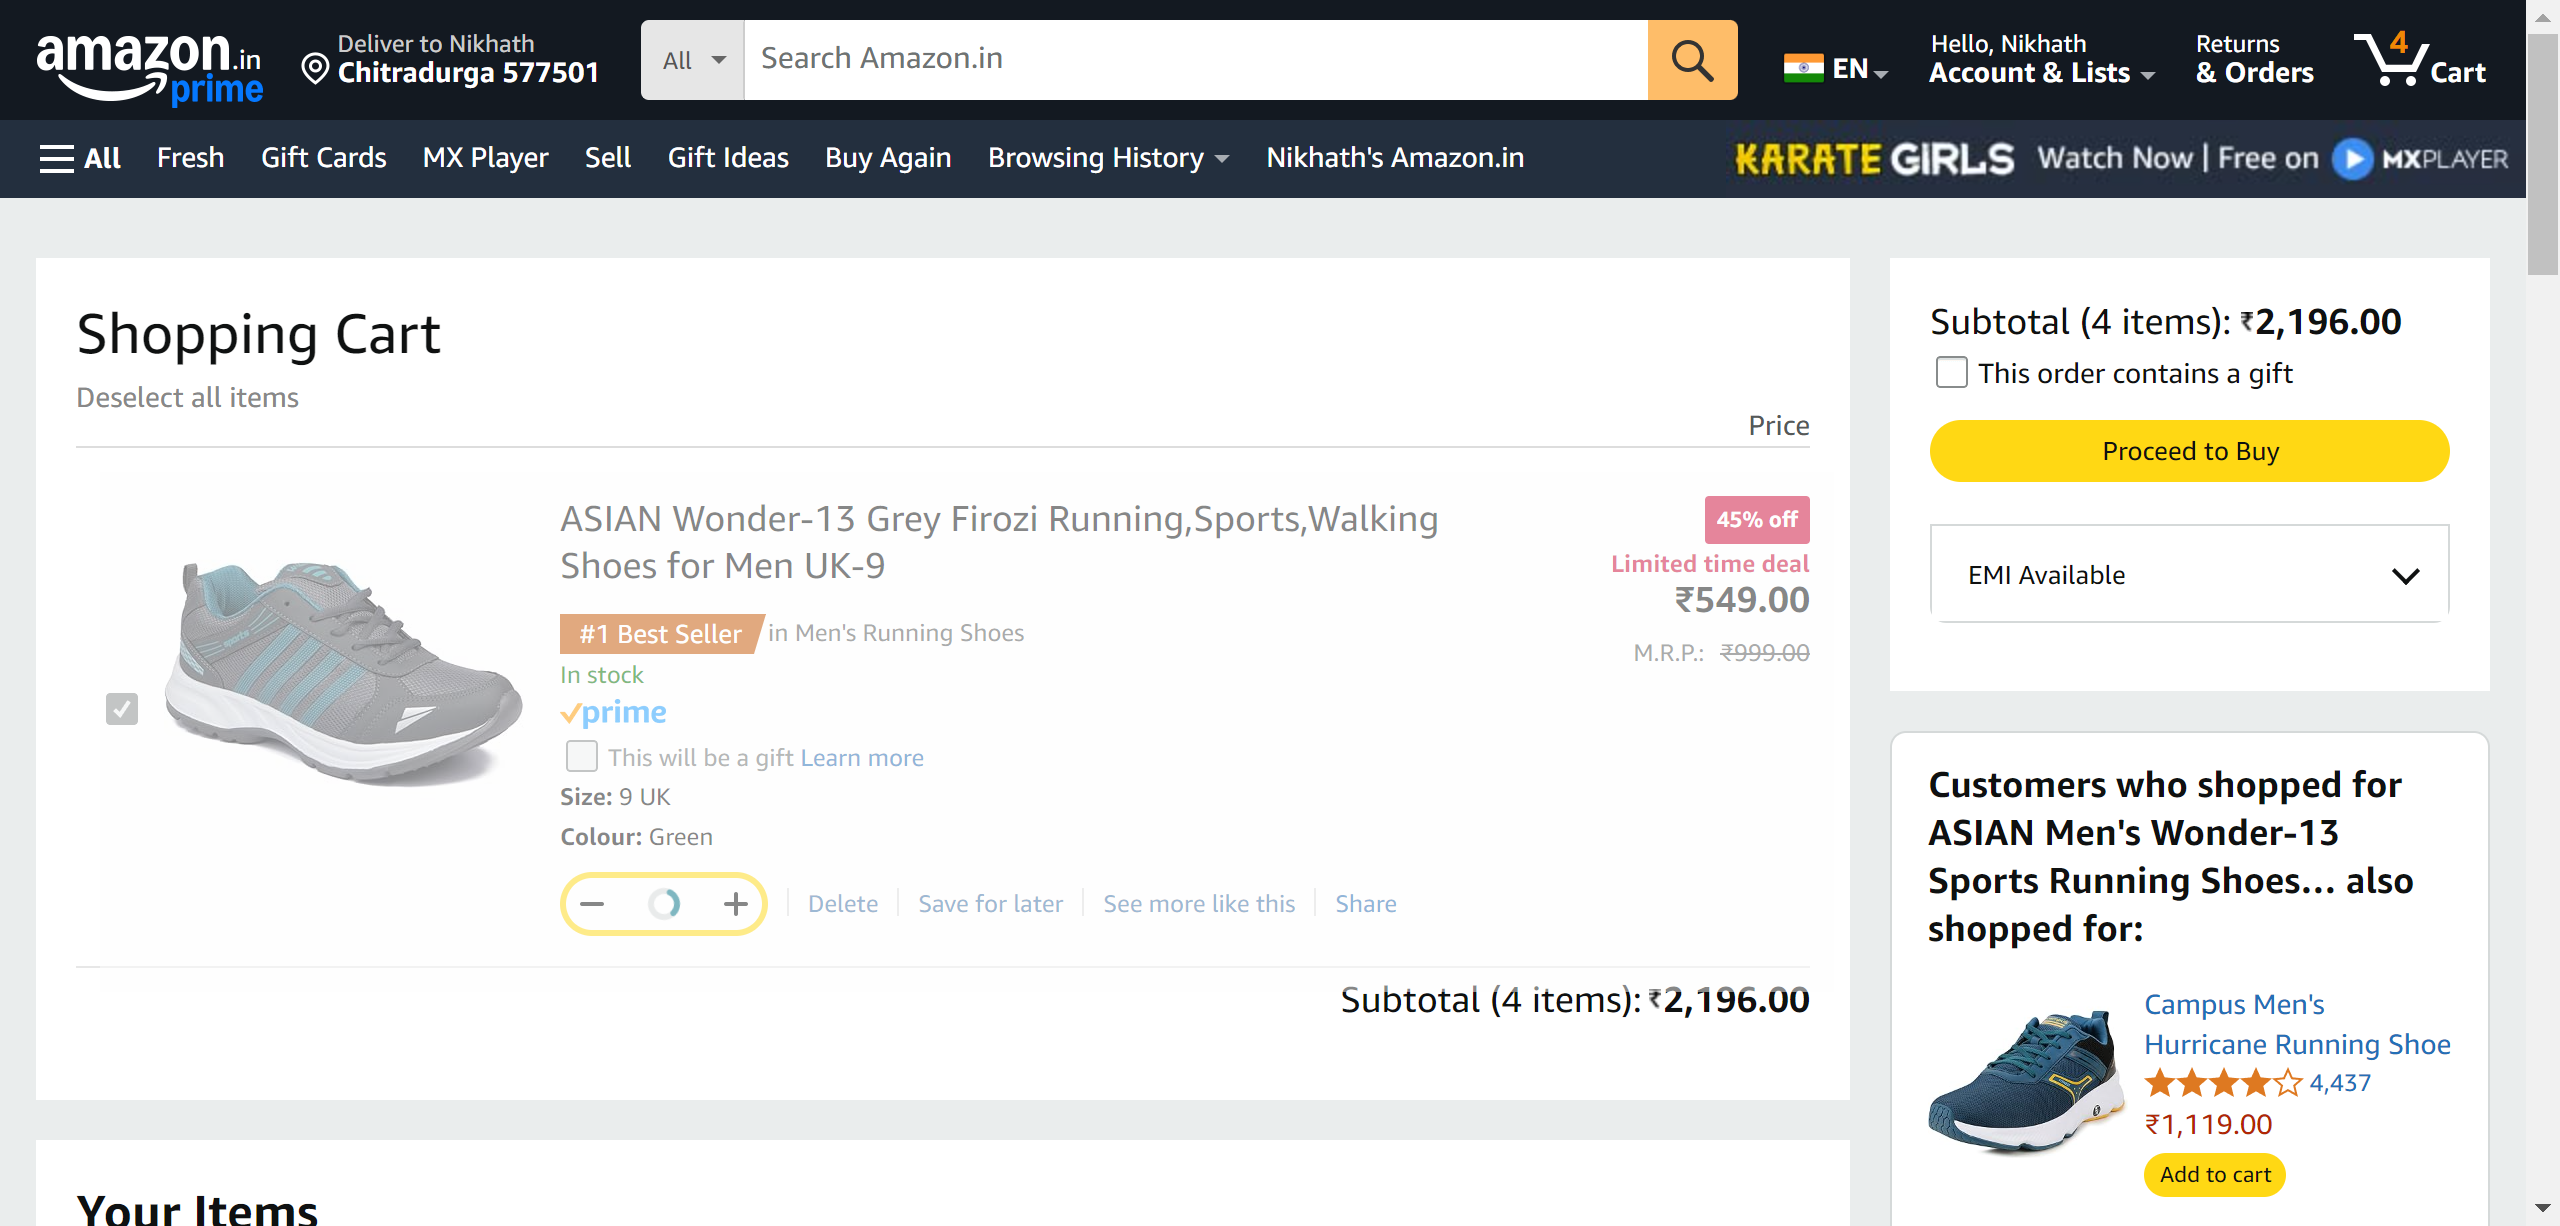 amazon.in
prime
Deliver to Nikhath
Chitradurga 577501
All
Search Amazon.in
EN
Hello, Nikhath
Account & Lists
Returns
& Orders
4
Cart
All
Fresh
Gift Cards
MX Player
Sell
Gift Ideas
Buy Again
Browsing History
Nikhath's Amazon.in
KARATE GIRLS Watch Now | Free on MXPLAYER
Shopping Cart
Deselect all items
Price
ASIAN Wonder-13 Grey Firozi Running,Sports,Walking
Shoes for Men UK-9
45% off
Limited time deal
₹549.00
M.R.P.: ₹999.00
#1 Best Seller in Men's Running Shoes
In stock
prime
This will be a gift Learn more
Size: 9 UK
Colour: Green
Delete
Save for later
See more like this
Share
Subtotal (4 items): ₹2,196.00
Your Items
Subtotal (4 items): ₹2,196.00
This order contains a gift
Proceed to Buy
EMI Available
Customers who shopped for
ASIAN Men's Wonder-13
Sports Running Shoes... also
shopped for:
Campus Men's
Hurricane Running Shoe
4,437
₹1,119.00
Add to cart